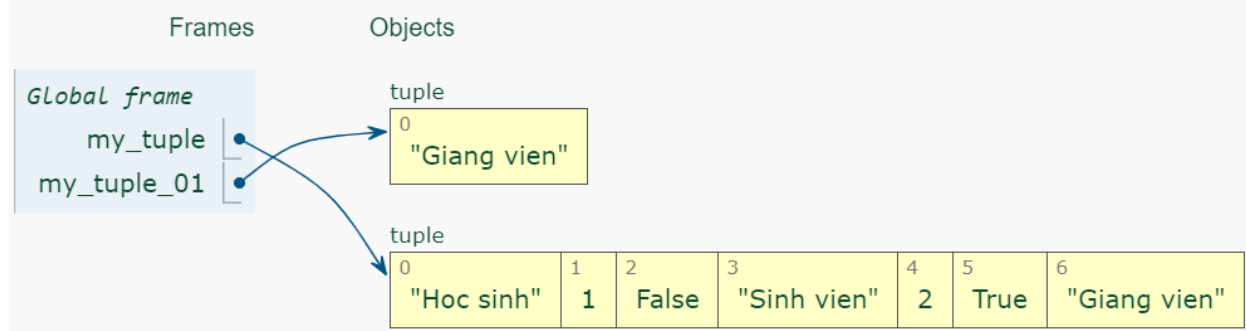 Frames Objects
Global frame
my_tuple
my_tuple_01
tuple
0
"Giang vien"
tuple
0 1 2 3 4 5 6
"Hoc sinh" 1 False "Sinh vien" 2 True "Giang vien"